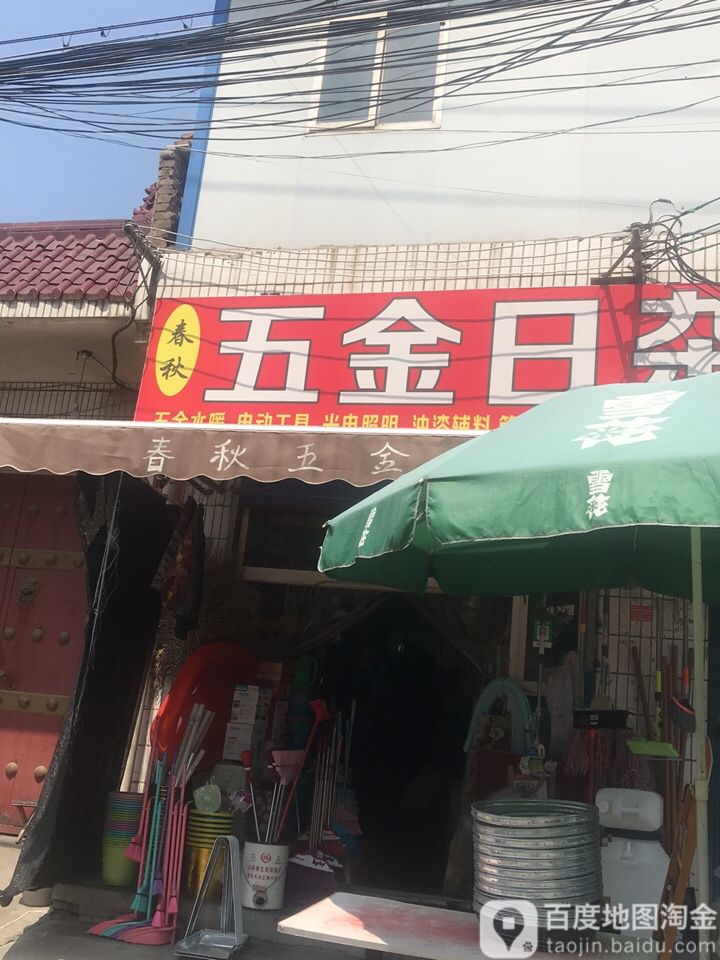 春秋
五金日杂
五金水暖 电动工具 光电照明 油漆辅料
春秋五金
雪花
雪花
百度地图淘金
taojin.baidu.com